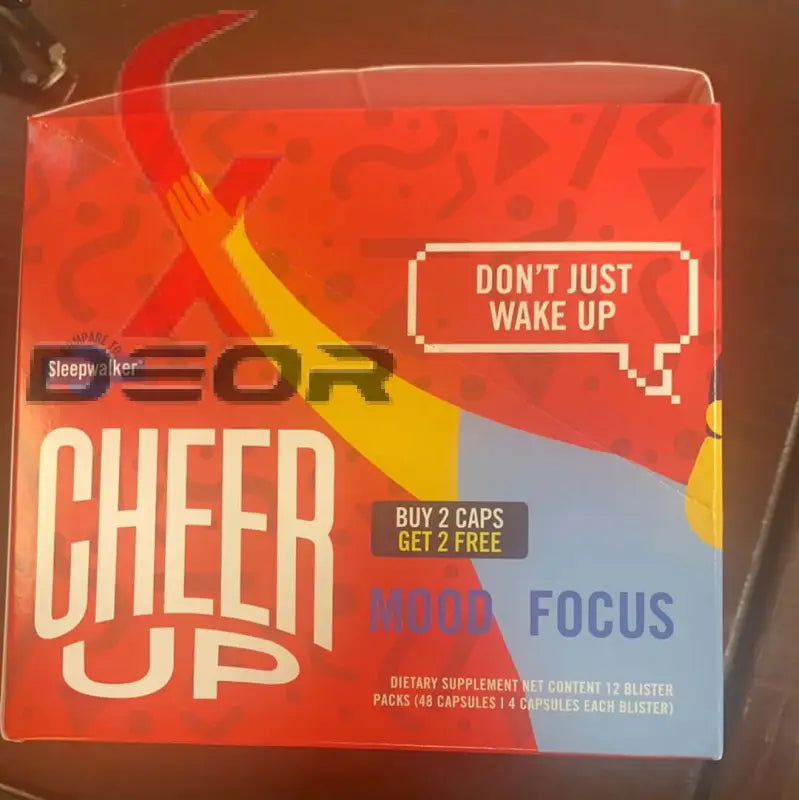 DON'T JUST
WAKE UP
COMPARE TO
Sleepwalker
X
DEOR
CHEER
UP
BUY 2 CAPS
GET 2 FREE
MOOD FOCUS
DIETARY SUPPLEMENT NET CONTENT 12 BLISTER
PACKS (48 CAPSULES I 4 CAPSULES EACH BLISTER)